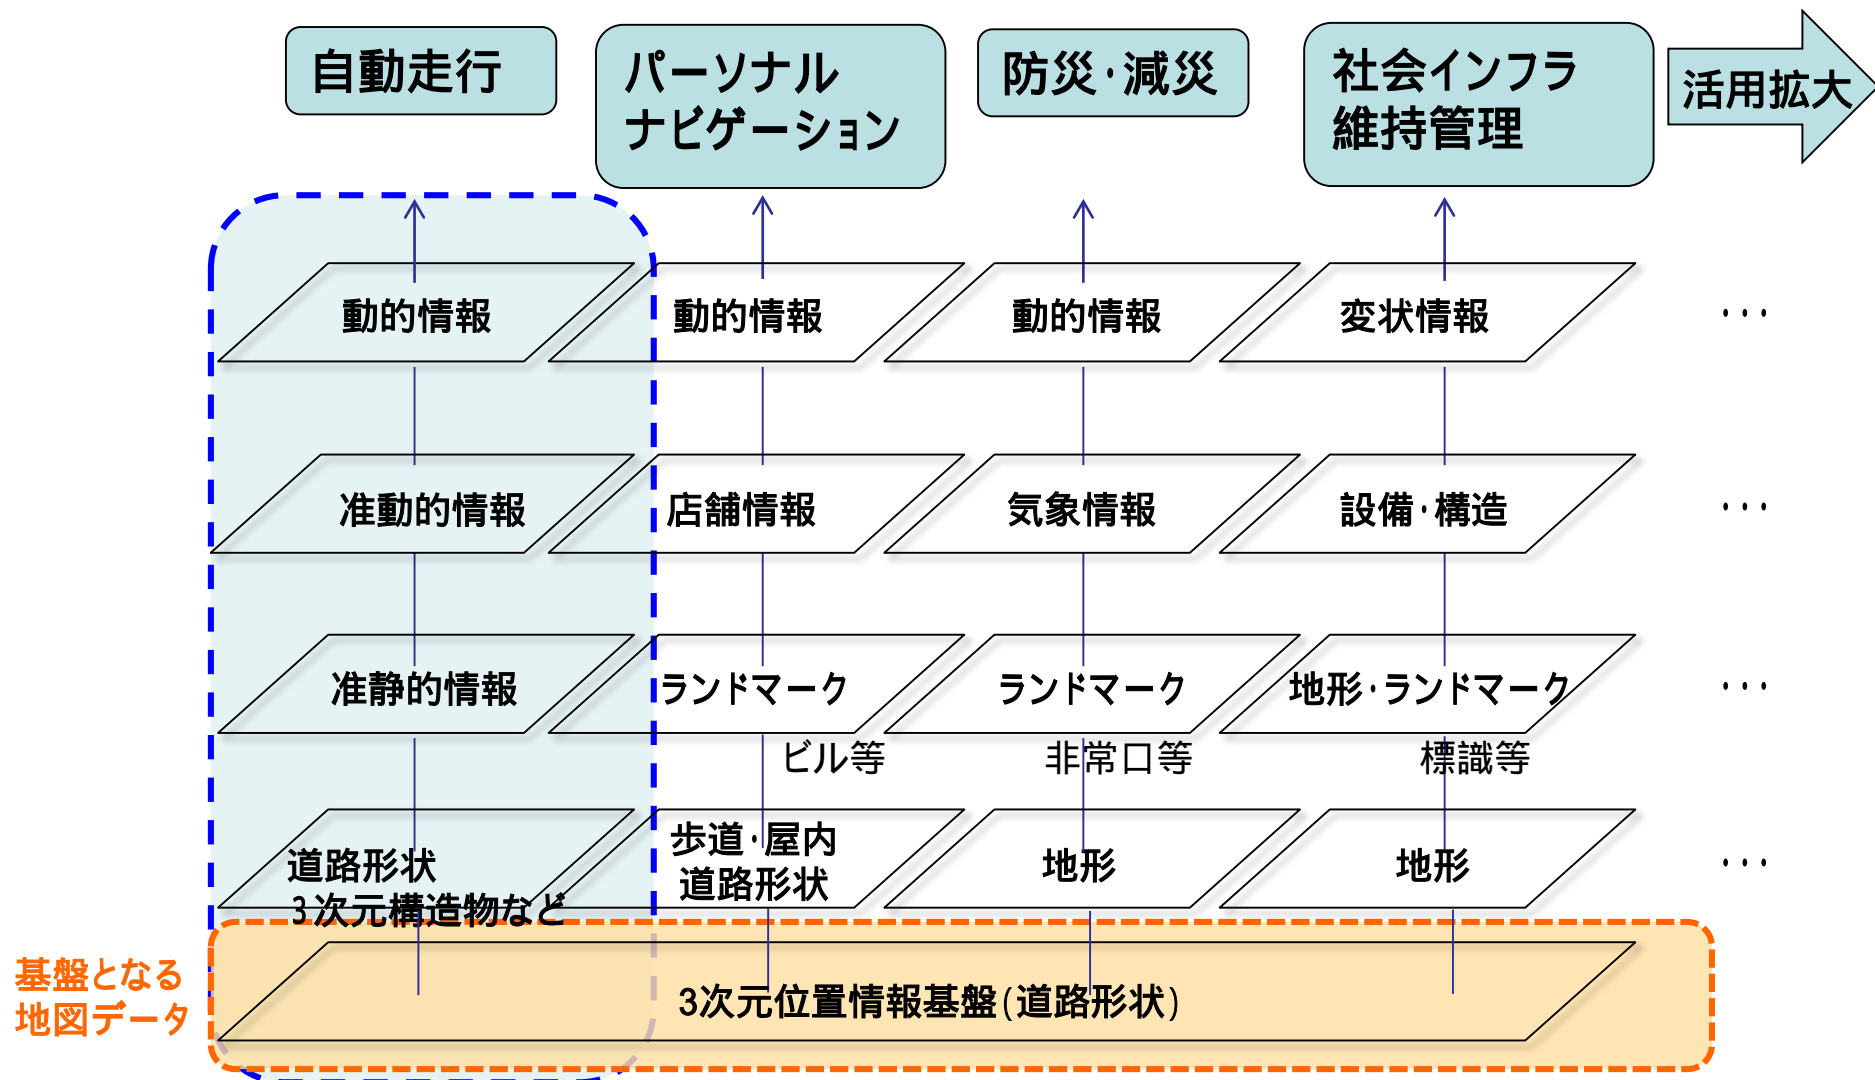 自動走行
パーソナル
ナビゲーション
防災・減災
社会インフラ
維持管理
活用拡大
動的情報
動的情報
動的情報
変状情報
・・・
准動的情報
店舗情報
気象情報
設備・構造
・・・
准静的情報
ランドマーク
ランドマーク
地形・ランドマーク
・・・
ビル等
非常口等
標識等
道路形状
3次元構造物など
歩道・屋内
道路形状
地形
地形
・・・
基盤となる
地図データ
3次元位置情報基盤(道路形状)